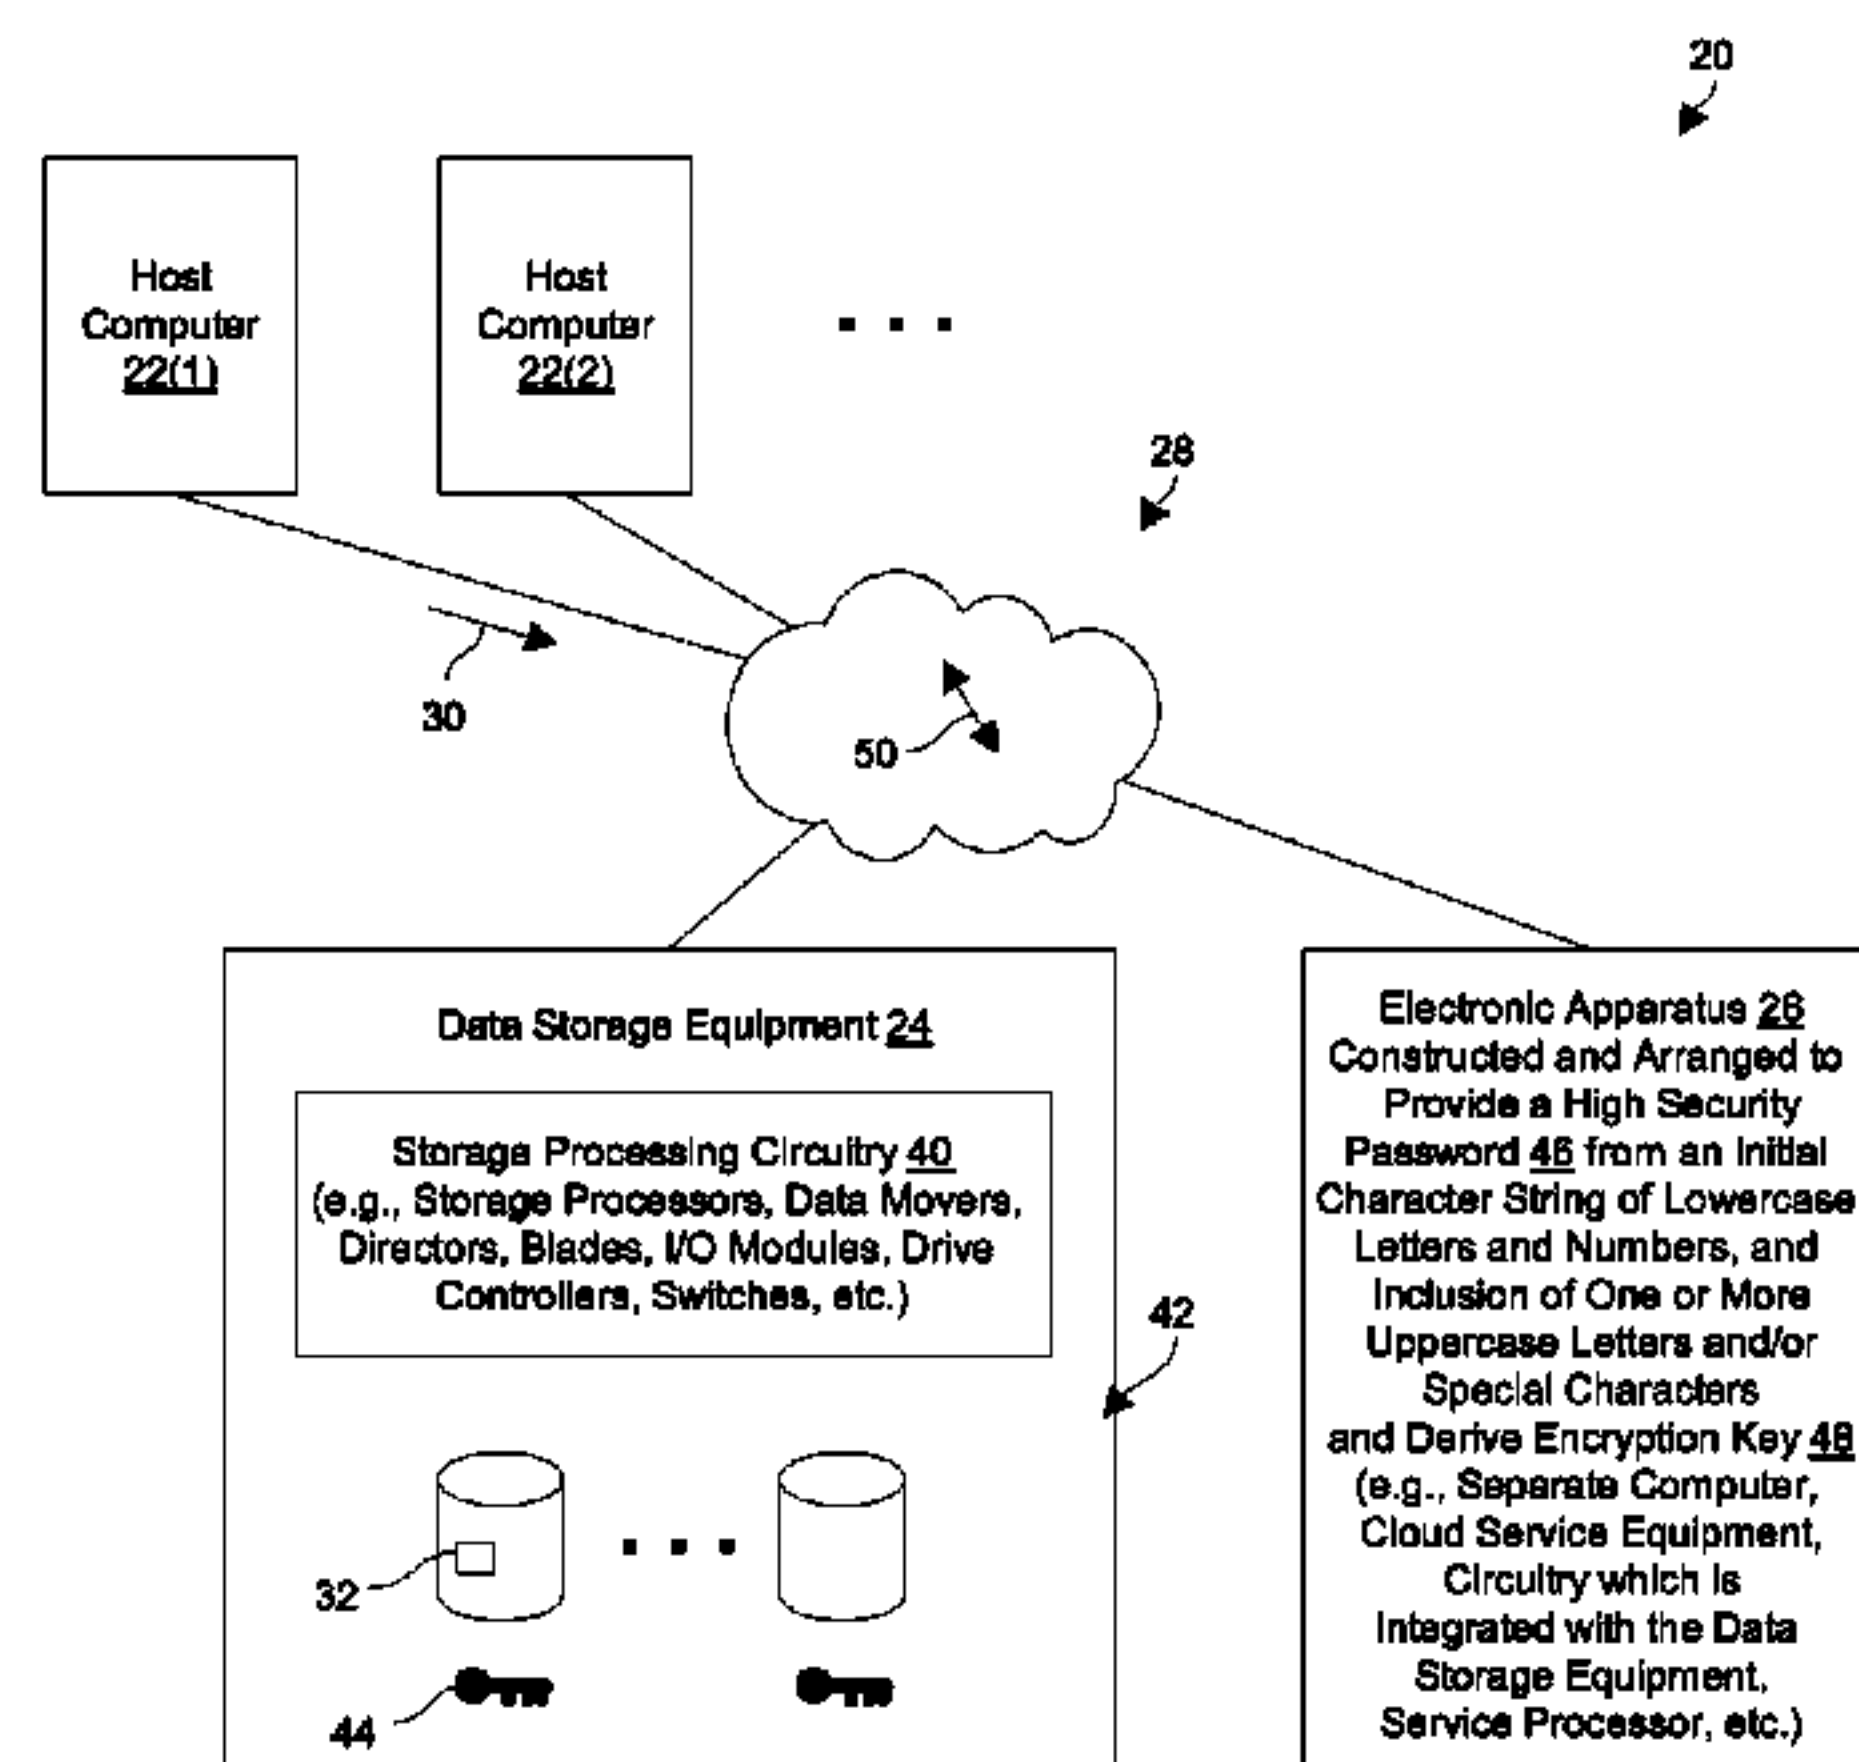 20
Host
Computer
22(1)
Host
Computer
22(2)
28
30
50
Data Storage Equipment 24
Storage Processing Circuitry 40
(e.g., Storage Processors, Data Movers,
Directors, Blades, I/O Modules, Drive
Controllers, Switches, etc.)
42
32
44
Electronic Apparatus 26
Constructed and Arranged to
Provide a High Security
Password 46 from an Initial
Character String of Lowercase
Letters and Numbers, and
Inclusion of One or More
Uppercase Letters and/or
Special Characters
and Derive Encryption Key 48
(e.g., Separate Computer,
Cloud Service Equipment,
Circuitry which is
Integrated with the Data
Storage Equipment,
Service Processor, etc.)